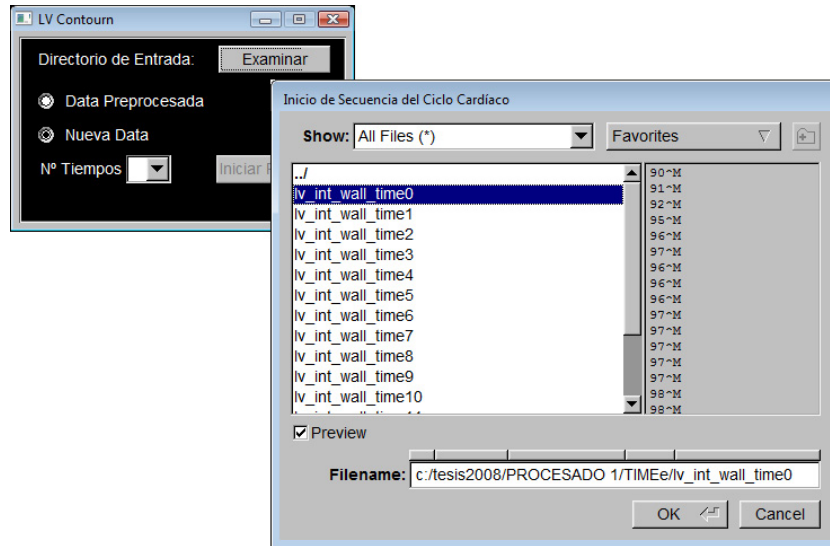 LV Contourn
Directorio de Entrada: Examinar
Data Preprocesada
Nueva Data
Nº Tiempos
Iniciar
Inicio de Secuencia del Ciclo Cardíaco
Show: All Files (*) Favorites
../
lv_int_wall_time0
lv_int_wall_time1
lv_int_wall_time2
lv_int_wall_time3
lv_int_wall_time4
lv_int_wall_time5
lv_int_wall_time6
lv_int_wall_time7
lv_int_wall_time8
lv_int_wall_time9
lv_int_wall_time10
90^M
91^M
92^M
95^M
96^M
97^M
96^M
96^M
96^M
97^M
97^M
97^M
97^M
98^M
98^M
Preview
Filename: c:/tesis2008/PROCESADO 1/TIMEe/lv_int_wall_time0
OK Cancel